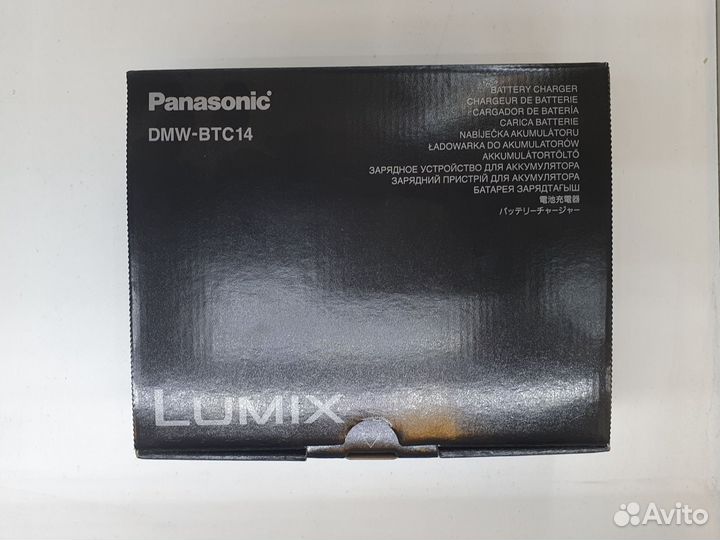 Panasonic
DMW-BTC14
BATTERY CHARGER
CHARGEUR DE BATTERIE
CARGADOR DE BATERÍA
CARICA BATTERIE
NABÍJEČKA AKUMULÁTORU
ŁADOWARKA DO AKUMULATORÓW
AKKUMULÁTORTÖLTŐ
ЗАРЯДНОЕ УСТРОЙСТВО ДЛЯ АККУМУЛЯТОРА
ЗАРЯДНИЙ ПРИСТРІЙ ДЛЯ АКУМУЛЯТОРА
БАТАРЕЯ ЗАРЯДТАҒЫШ
電池充電器
バッテリーチャージャー
LUMIX
Avito